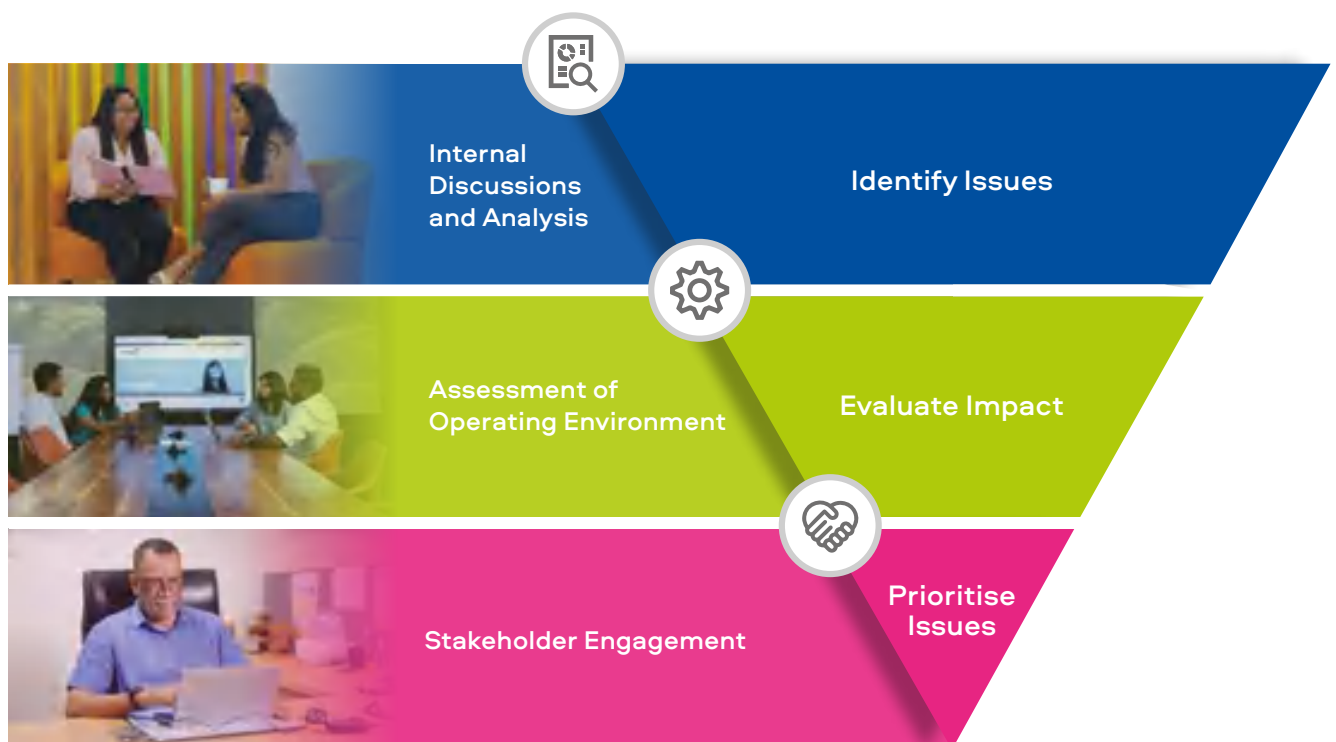 Internal
Discussions
and Analysis
Identify Issues
Assessment of
Operating Environment
Evaluate Impact
Stakeholder Engagement
Prioritise
Issues